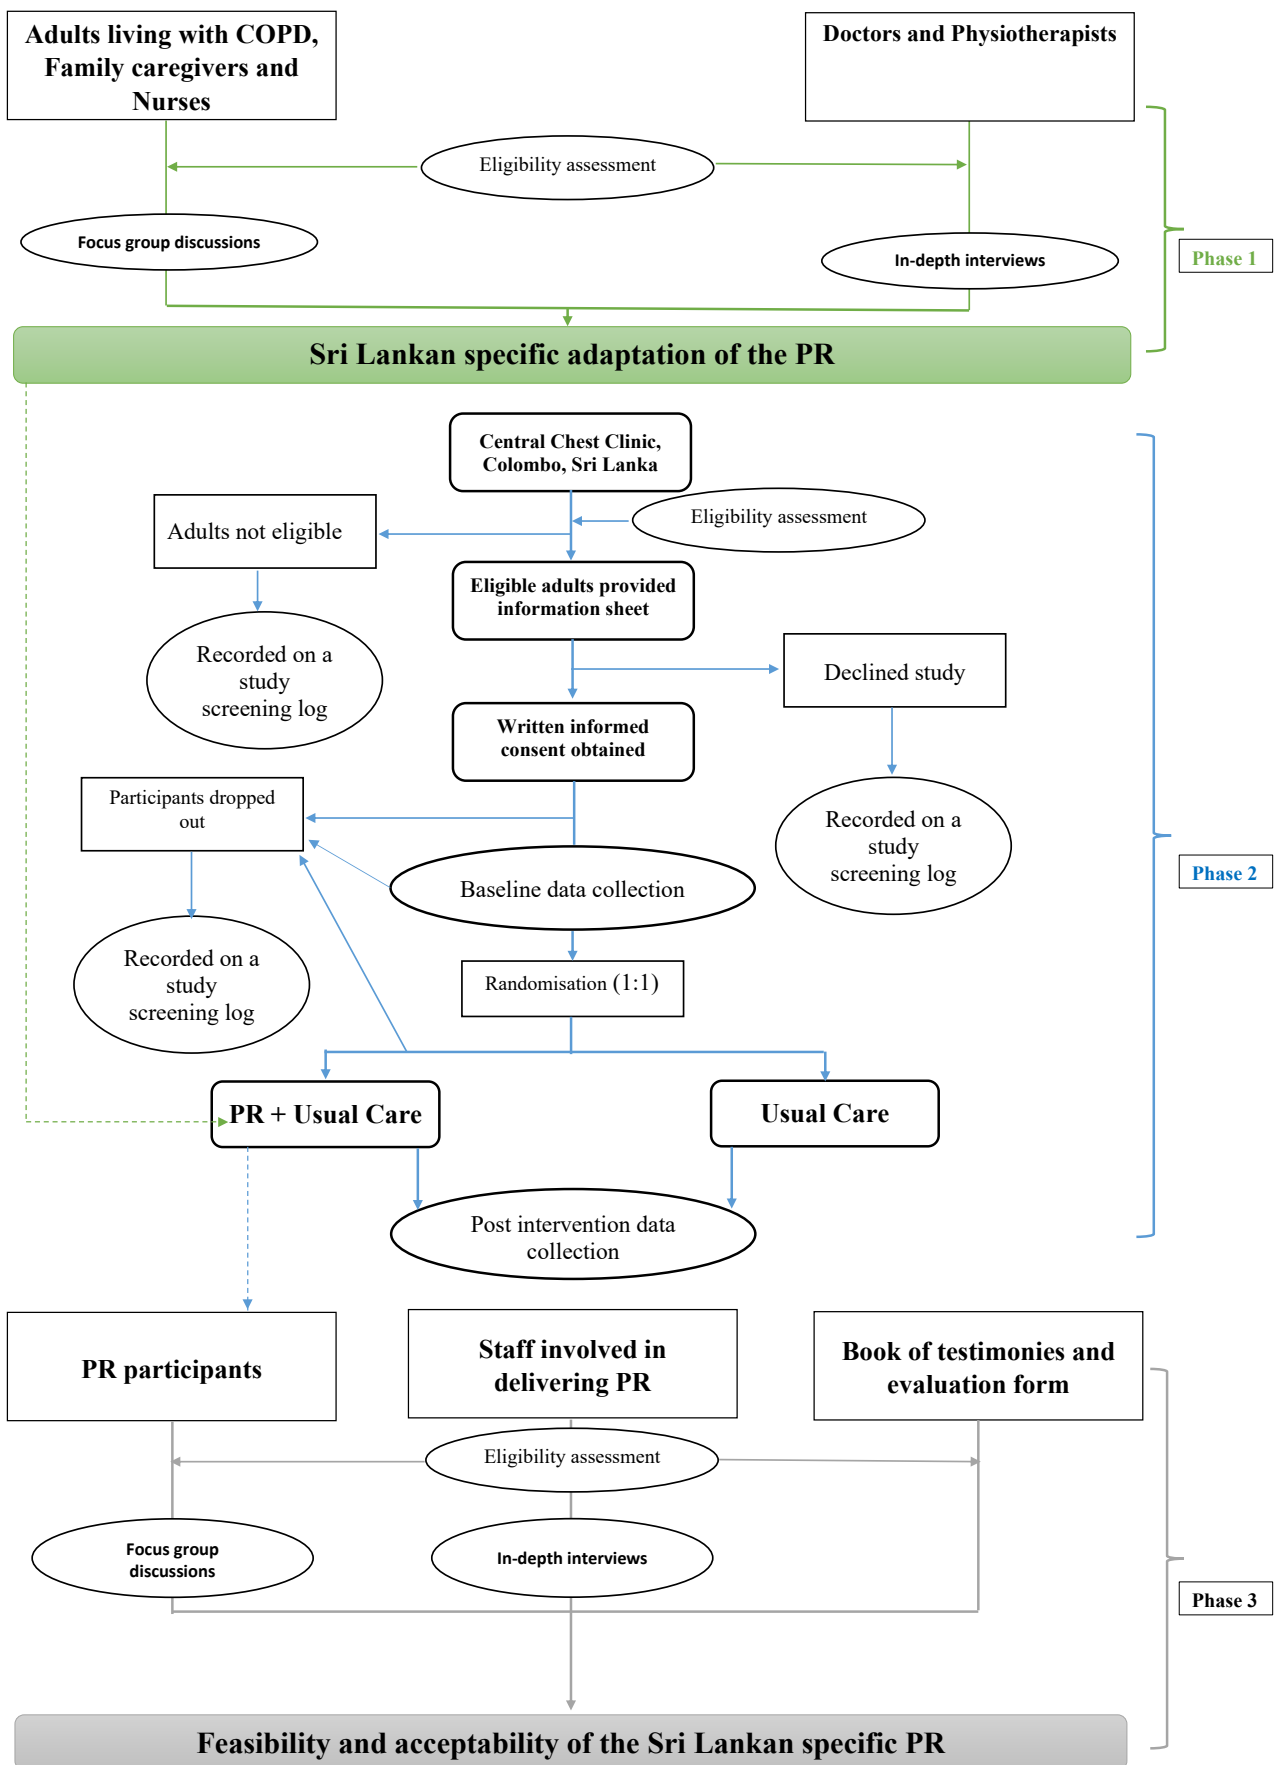 Adults living with COPD,
Family caregivers and
Nurses
Doctors and Physiotherapists
Eligibility assessment
Focus group discussions
In-depth interviews
Phase 1
Sri Lankan specific adaptation of the PR
Central Chest Clinic,
Colombo, Sri Lanka
Eligibility assessment
Adults not eligible
Eligible adults provided
information sheet
Recorded on a
study
screening log
Declined study
Written informed
consent obtained
Participants dropped
out
Recorded on a
study
screening log
Phase 2
Baseline data collection
Recorded on a
study
screening log
Randomisation (1:1)
PR + Usual Care
Usual Care
Post intervention data
collection
PR participants
Staff involved in
delivering PR
Book of testimonies and
evaluation form
Eligibility assessment
Focus group
discussions
In-depth interviews
Phase 3
Feasibility and acceptability of the Sri Lankan specific PR